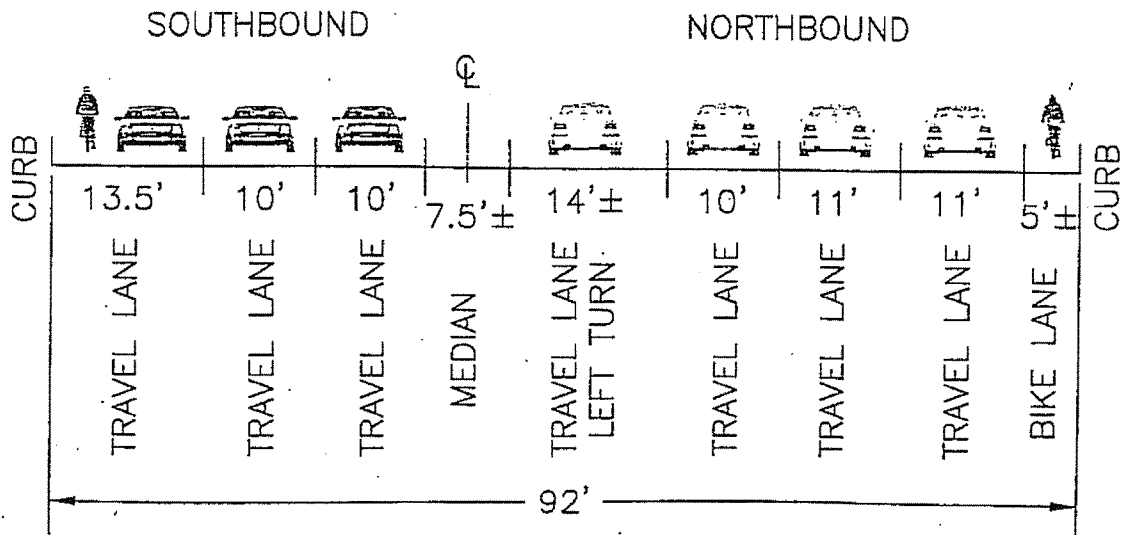 SOUTHBOUND
NORTHBOUND
℄
CURB
13.5'
10'
10'
7.5'±
14'±
10'
11'
11'
5'±
CURB
TRAVEL LANE
TRAVEL LANE
TRAVEL LANE
MEDIAN
TRAVEL LANE
LEFT TURN
TRAVEL LANE
TRAVEL LANE
TRAVEL LANE
BIKE LANE
92'